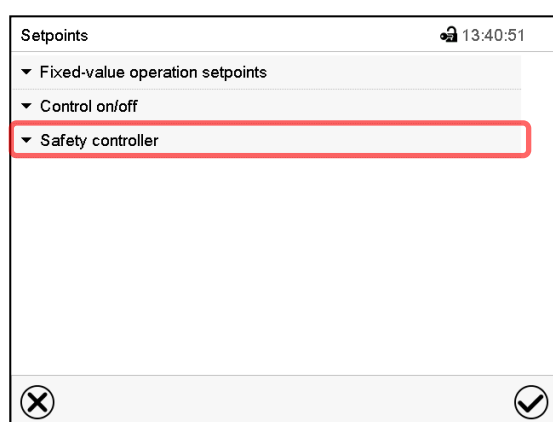 Setpoints 13:40:51
Fixed-value operation setpoints
Control on/off
Safety controller